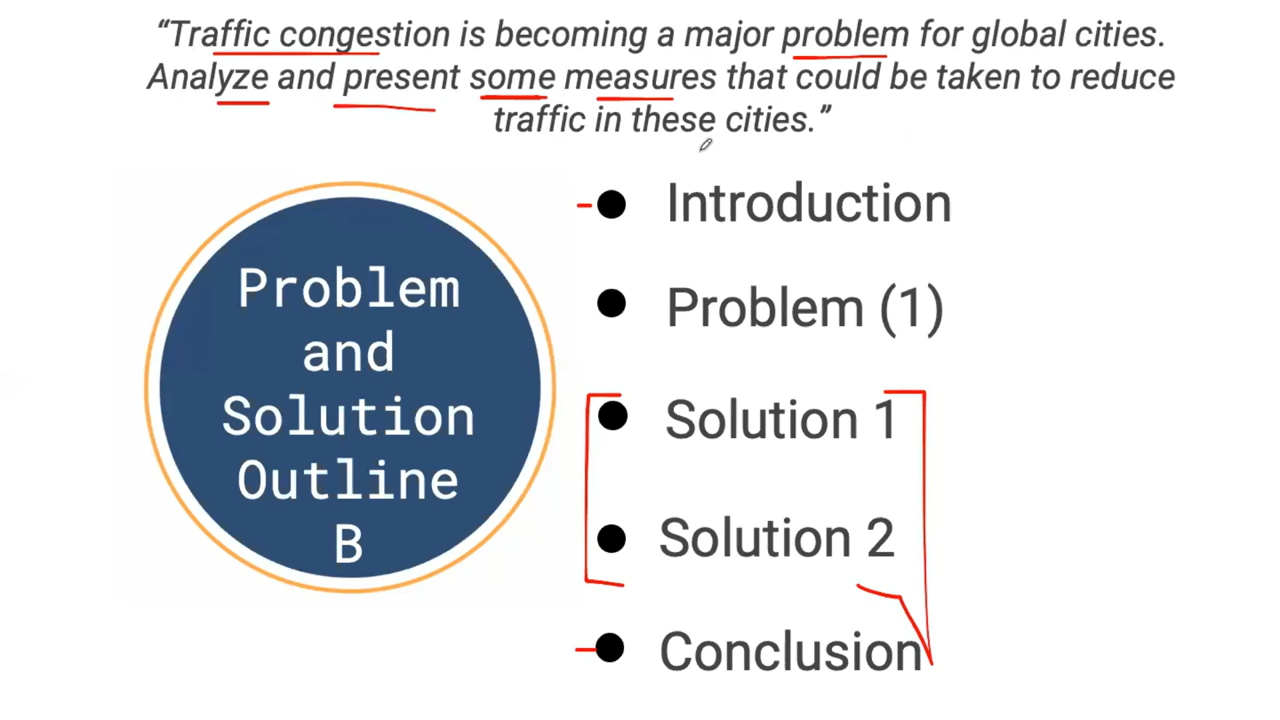 “Traffic congestion is becoming a major problem for global cities.
Analyze and present some measures that could be taken to reduce
traffic in these cities.”
Problem
and
Solution
Outline
B
Introduction
Problem (1)
Solution 1
Solution 2
Conclusion